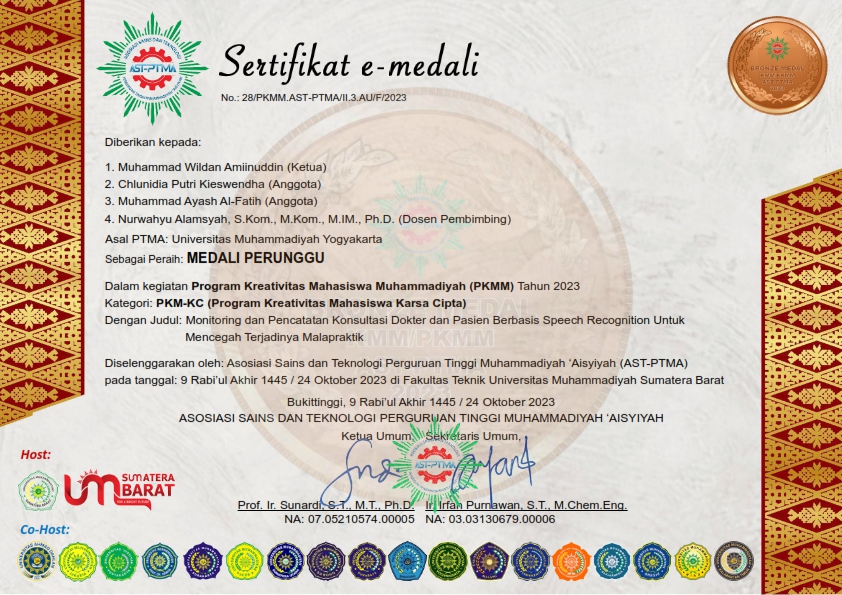 AST-PTMA
Sertifikat e-medali
No.: 28/PKMM.AST-PTMA/II.3.AU/F/2023
BRONZE MEDAL
Diberikan kepada:
1. Muhammad Wildan Amiinuddin (Ketua)
2. Chlunidia Putri Kieswendha (Anggota)
3. Muhammad Ayash Al-Fatih (Anggota)
4. Nurwahyu Alamsyah, S.Kom., M.Kom., M.IM., Ph.D. (Dosen Pembimbing)
Asal PTMA: Universitas Muhammadiyah Yogyakarta
Sebagai Peraih: MEDALI PERUNGGU
Dalam kegiatan Program Kreativitas Mahasiswa Muhammadiyah (PKMM) Tahun 2023
Kategori: PKM-KC (Program Kreativitas Mahasiswa Karsa Cipta)
Dengan Judul: Monitoring dan Pencatatan Konsultasi Dokter dan Pasien Berbasis Speech Recognition Untuk
Mencegah Terjadinya Malapraktik
Diselenggarakan oleh: Asosiasi Sains dan Teknologi Perguruan Tinggi Muhammadiyah ‘Aisyiyah (AST-PTMA)
pada tanggal: 9 Rabi’ul Akhir 1445 / 24 Oktober 2023 di Fakultas Teknik Universitas Muhammadiyah Sumatera Barat
Bukittinggi, 9 Rabi’ul Akhir 1445 / 24 Oktober 2023
ASOSIASI SAINS DAN TEKNOLOGI PERGURUAN TINGGI MUHAMMADIYAH ‘AISYIYAH
Ketua Umum, Sekretaris Umum,
AST-PTMA
Prof. Ir. Sunardi, S.T., M.T., Ph.D. Ir. Irfan Purnawan, S.T., M.Chem.Eng.
NA: 07.05210574.00005 NA: 03.03130679.00006
Host:
UM SUMATERA
BARAT
Co-Host: